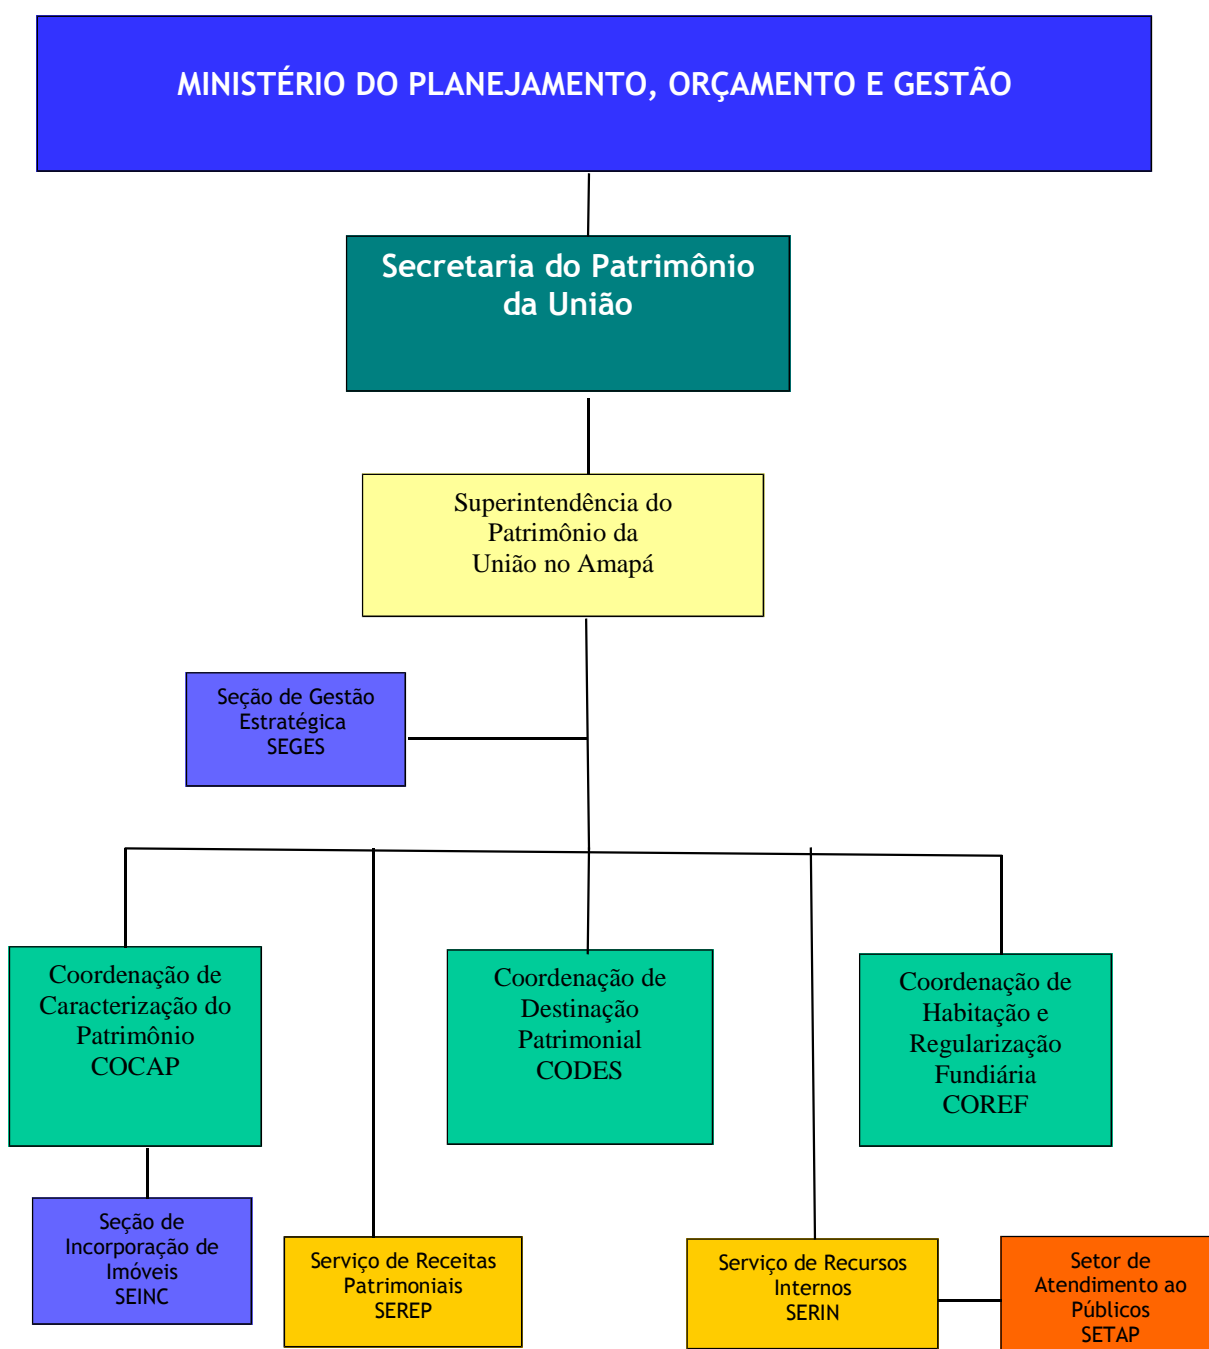 MINISTÉRIO DO PLANEJAMENTO, ORÇAMENTO E GESTÃO
Secretaria do Patrimônio
da União
Superintendência do
Patrimônio da
União no Amapá
Seção de Gestão
Estratégica
SEGES
Coordenação de
Caracterização do
Patrimônio
COCAP
Coordenação de
Destinação
Patrimonial
CODES
Coordenação de
Habitação e
Regularização
Fundiária
COREF
Seção de
Incorporação de
Imóveis
SEINC
Serviço de Receitas
Patrimoniais
SEREP
Serviço de Recursos
Internos
SERIN
Setor de
Atendimento ao
Públicos
SETAP